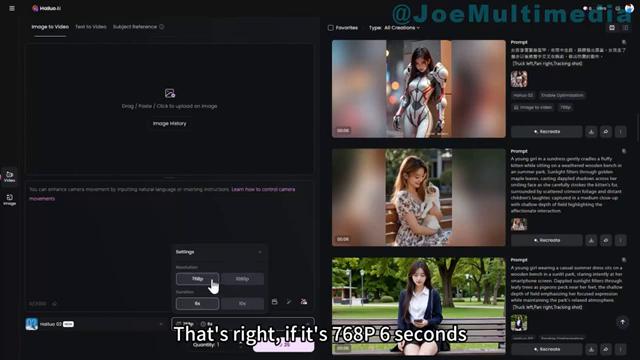 Hailuo AI
@JoeMultimedia
Image to Video
Text to Video
Subject Reference
Favorites
Type: All Creations
Drag / Paste / Click to upload an image
Image History
Video
Image
You can enhance camera movement by inputting natural language or inserting instructions. Learn how to control camera
movements
Settings
Resolution
768p
1080p
Duration
6s
10s
Hailuo 02
Quantity: 1
00:06
Prompt
[Truck left,Pan right,Tracking shot]
Hailuo 02
Enable Optimization
Image to video
768p
Recreate
00:06
Prompt
A young girl in a sundress gently cradles a fluffy
kitten while sitting on a weathered wooden bench in
an summer park. Sunlight filters through golden
maple leaves, casting dappled shadows across her
smiling face as she carefully strokes the kitten's fur,
surrounded by scattered vibrant autumn foliage, with
children's laughter captured in a medium close-up
with shallow depth of field highlighting the
affectionate interaction.
Recreate
Prompt
A young girl wearing a casual summer dress sits on
a wooden bench in a sunlit park, staring intently at
her smartphone screen. Dappled sunlight filters
through leafy trees as pigeons peck near her feet, the
shallow depth of field emphasizing her focused
expression while maintaining the park's relaxed
atmosphere.
Recreate
That's right, if it's 768P 6 seconds